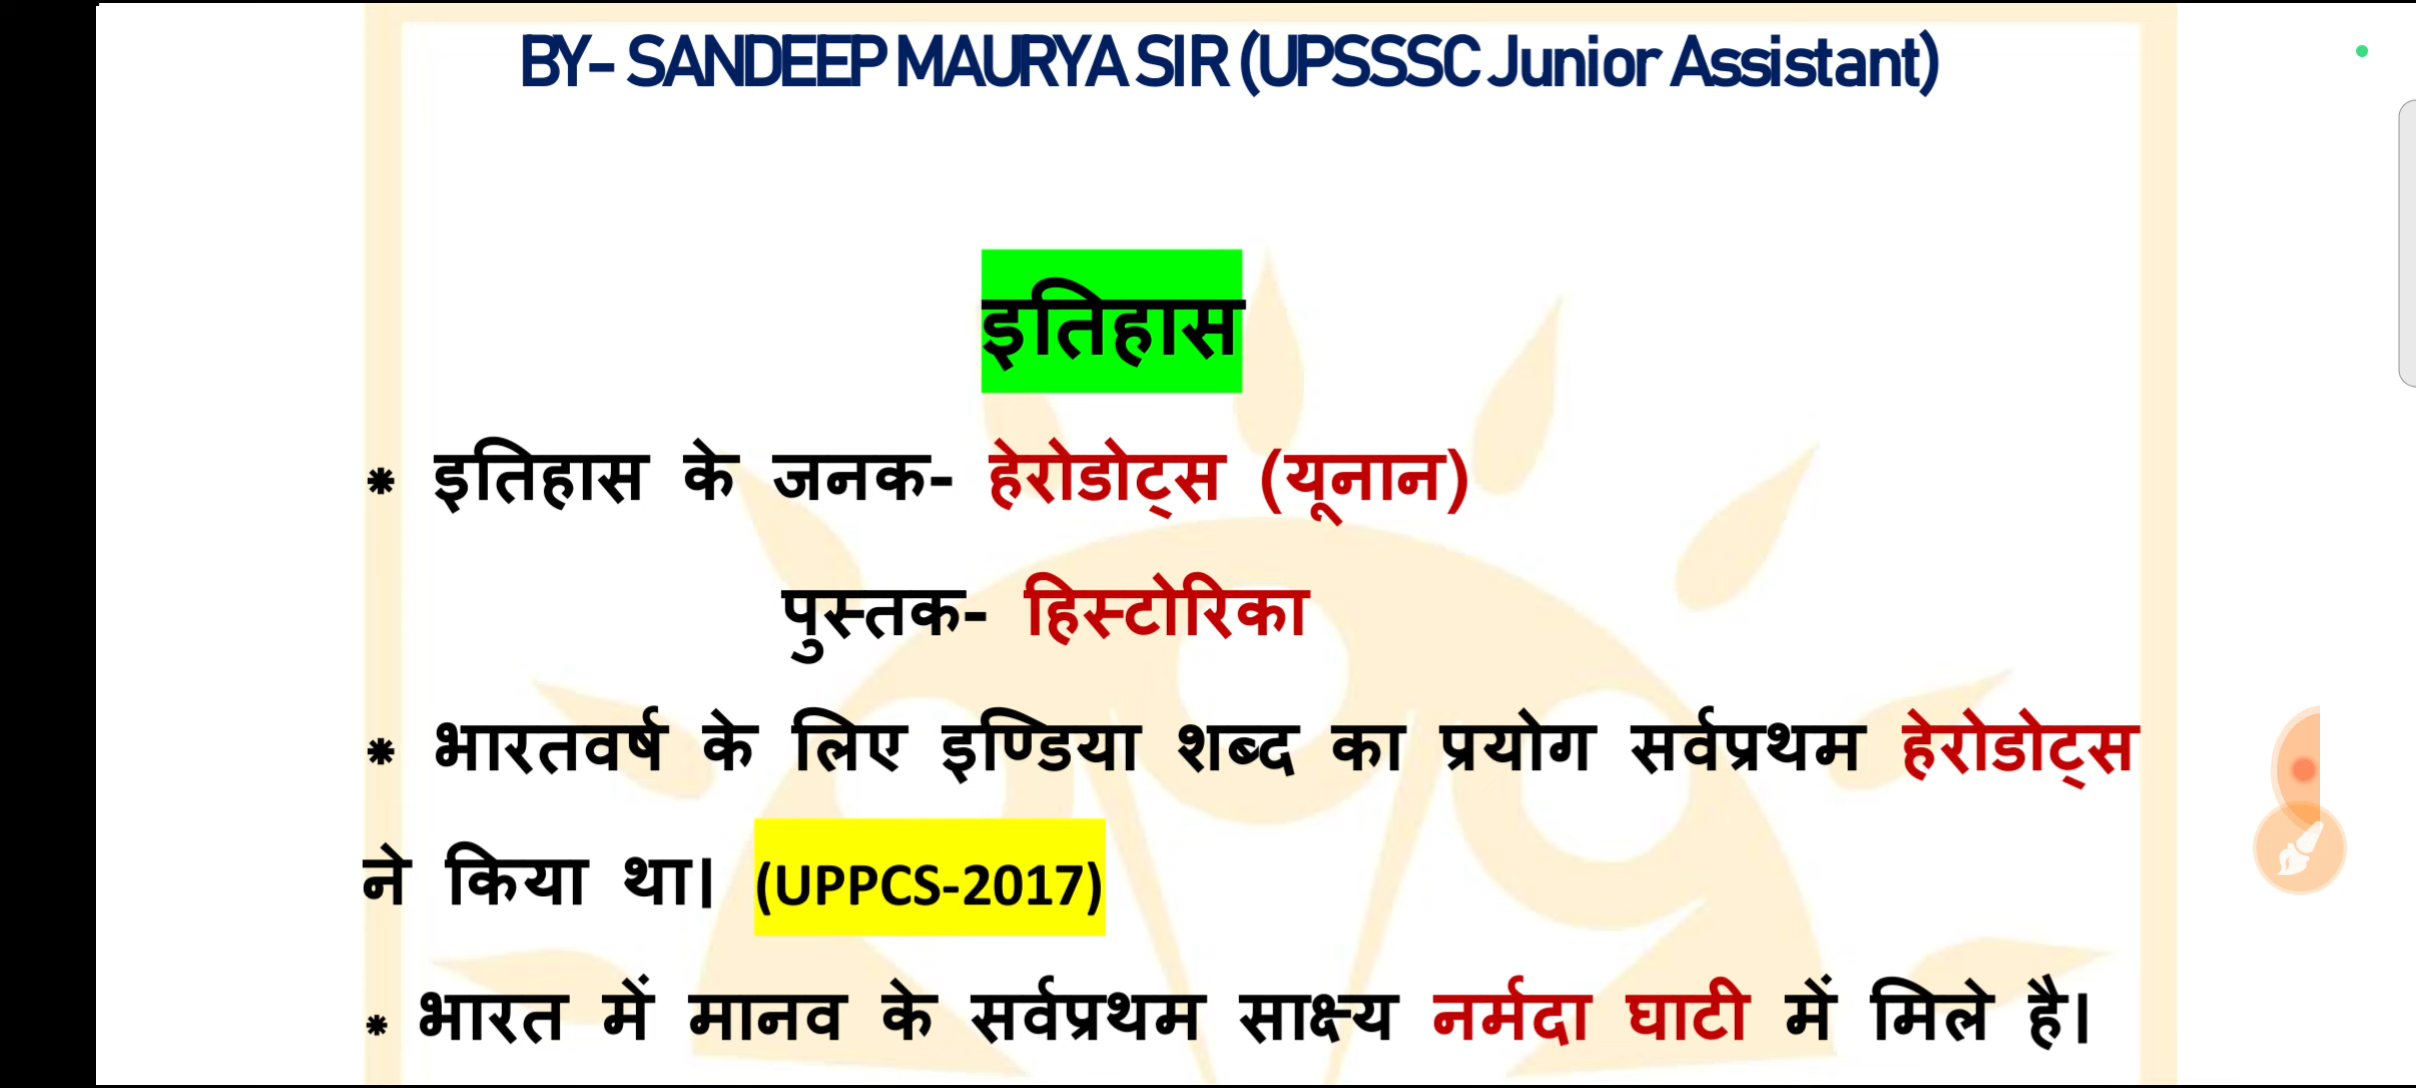 BY- SANDEEP MAURYA SIR (UPSSSC Junior Assistant)
इतिहास
* इतिहास के जनक- हेरोडोट्स (यूनान)
पुस्तक- हिस्टोरिका
* भारतवर्ष के लिए इण्डिया शब्द का प्रयोग सर्वप्रथम हेरोडोट्स
ने किया था। (UPPCS-2017)
* भारत में मानव के सर्वप्रथम साक्ष्य नर्मदा घाटी में मिले है।